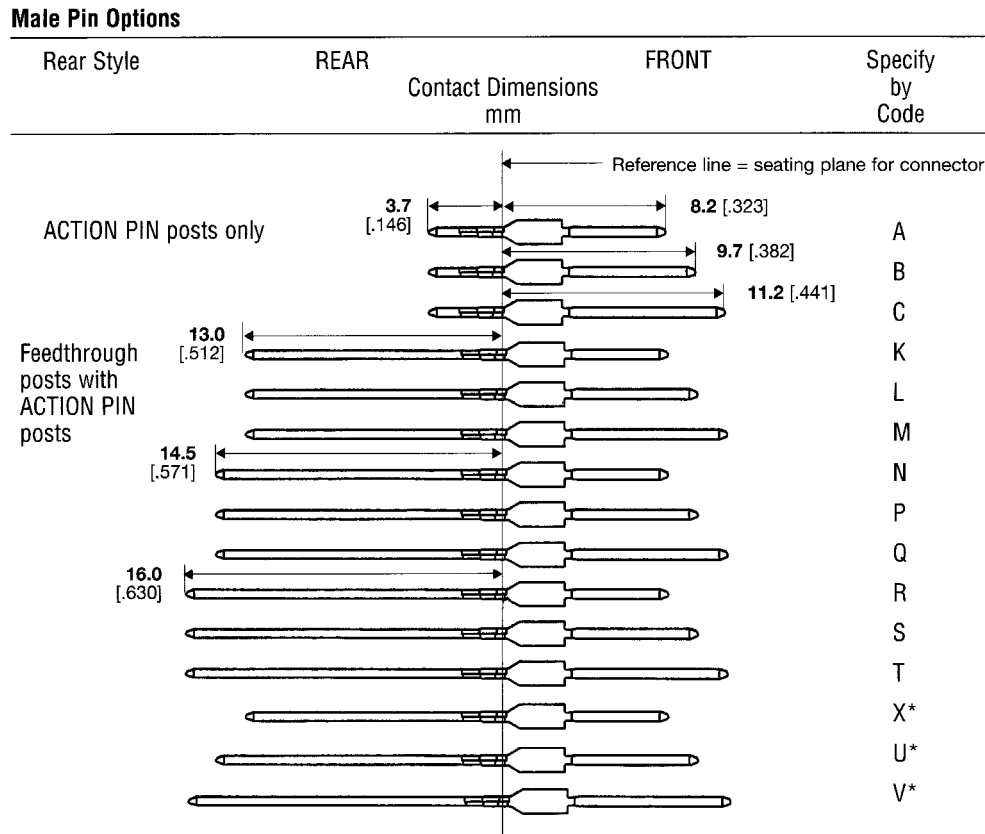 Male Pin Options
Rear Style REAR FRONT Specify
Contact Dimensions by
mm Code
Reference line = seating plane for connector
3.7 8.2 [.323]
ACTION PIN posts only [.146] A
9.7 [.382]
B
11.2 [.441]
C
13.0
Feedthrough [.512] K
posts with L
ACTION PIN
posts M
14.5
[.571] N
P
Q
16.0
[.630] R
S
T
X*
U*
V*